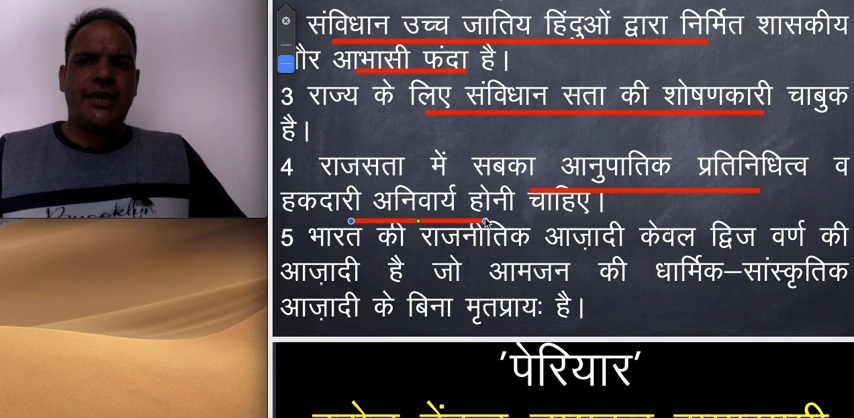 संविधान उच्च जातिय हिंदुओं द्वारा निर्मित शासकीय
और आभासी फंदा है।
3 राज्य के लिए संविधान सता की शोषणकारी चाबुक
है।
4 राजसता में सबका आनुपातिक प्रतिनिधित्व व
हकदारी अनिवार्य होनी चाहिए।
5 भारत की राजनीतिक आज़ादी केवल द्विज वर्ण की
आज़ादी है जो आमजन की धार्मिक–सांस्कृतिक
आज़ादी के बिना मृतप्रायः है।
'पेरियार'
Brooklyn